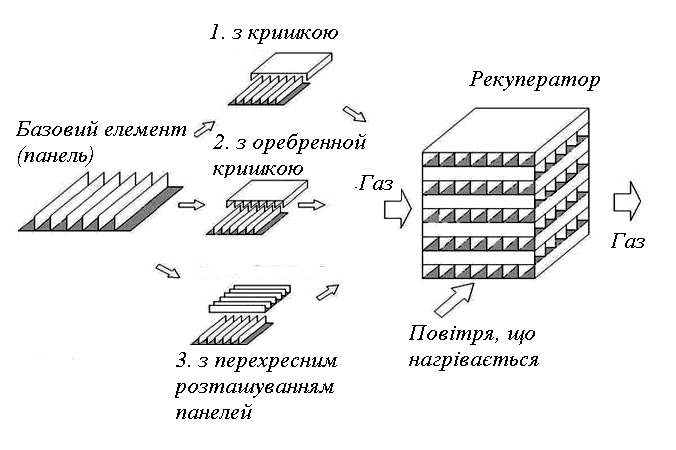 1. з кришкою
Рекуператор
Базовий елемент
(панель)
2. з оребренной
кришкою
Газ
Газ
Повітря, що
нагрівається
3. з перехресним
розташуванням
панелей